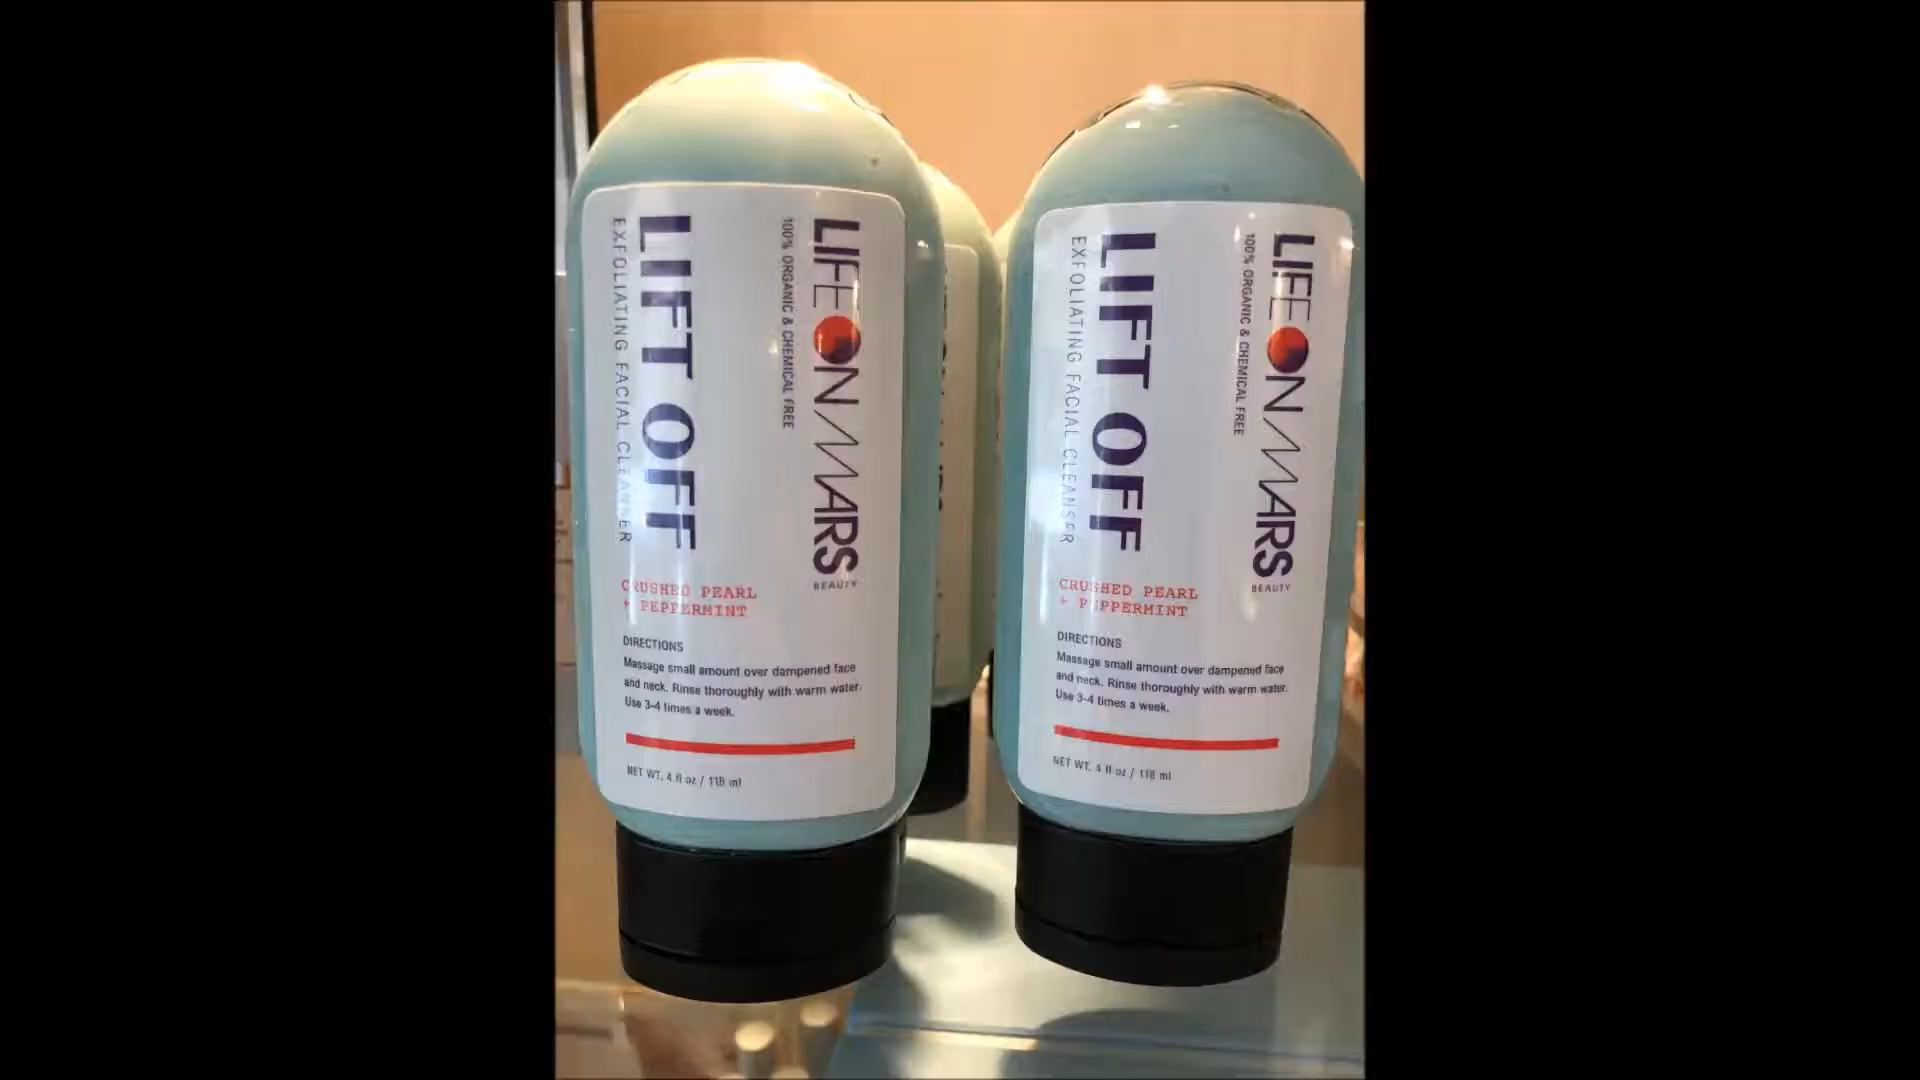 LIFE ON MARS
BEAUTY
100% ORGANIC & CHEMICAL FREE
LIFT OFF
EXFOLIATING FACIAL CLEANSER
CRUSHED PEARL
+ PEPPERMINT
DIRECTIONS
Massage small amount over dampened face
and neck. Rinse thoroughly with warm water.
Use 3-4 times a week.
NET WT. 4 fl oz / 118 ml
LIFE ON MARS
BEAUTY
100% ORGANIC & CHEMICAL FREE
LIFT OFF
EXFOLIATING FACIAL CLEANSER
CRUSHED PEARL
+ PEPPERMINT
DIRECTIONS
Massage small amount over dampened face
and neck. Rinse thoroughly with warm water.
Use 3-4 times a week.
NET WT. 4 fl oz / 118 ml